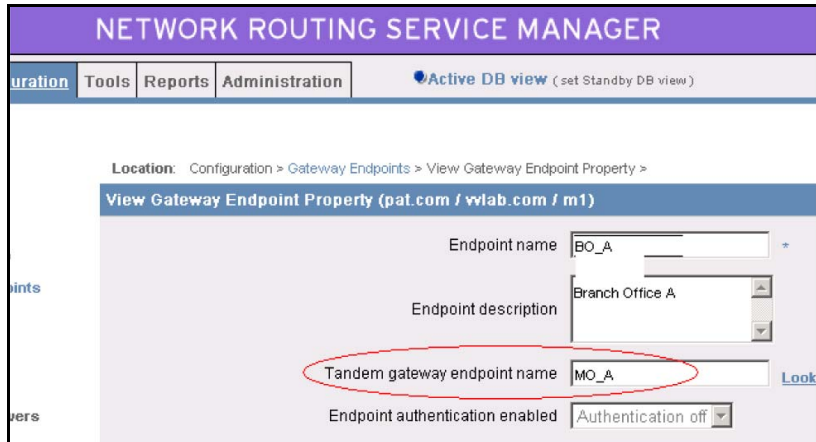 NETWORK ROUTING SERVICE MANAGER
uration Tools Reports Administration Active DB view ( set Standby DB view )
Location: Configuration > Gateway Endpoints > View Gateway Endpoint Property >
View Gateway Endpoint Property (pat.com / vvlab.com / m1)
Endpoint name BO_A *
oints
Endpoint description Branch Office A
Tandem gateway endpoint name MO_A Look
vers Endpoint authentication enabled Authentication off